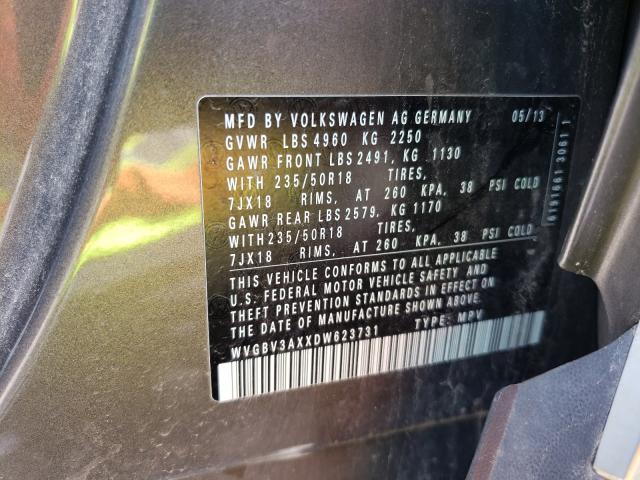 MFD BY VOLKSWAGEN AG GERMANY 05/13
GVWR LBS 4960 KG 2250
GAWR FRONT LBS 2491, KG 1130
WITH 235/50R18 TIRES,
7JX18 RIMS, AT 260 KPA, 38 PSI COLD
GAWR REAR LBS 2579, KG 1170
WITH 235/50R18 TIRES,
7JX18 RIMS, AT 260 KPA, 38 PSI COLD
THIS VEHICLE CONFORMS TO ALL APPLICABLE
U.S. FEDERAL MOTOR VEHICLE SAFETY AND
THEFT PREVENTION STANDARDS IN EFFECT ON
THE DATE OF MANUFACTURE SHOWN ABOVE.
WVGBV3AXXDW623731 TYPE: MPV